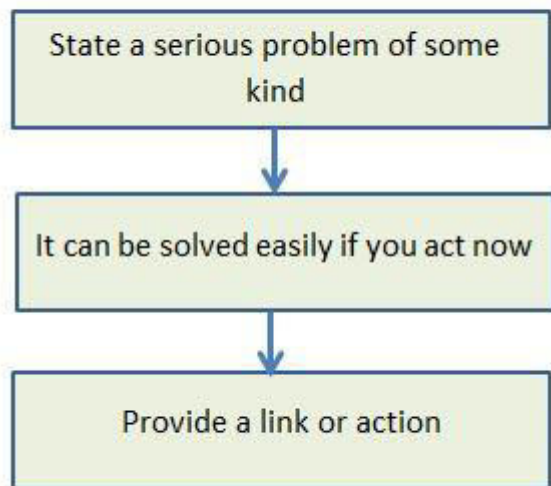 State a serious problem of some
kind
It can be solved easily if you act now
Provide a link or action